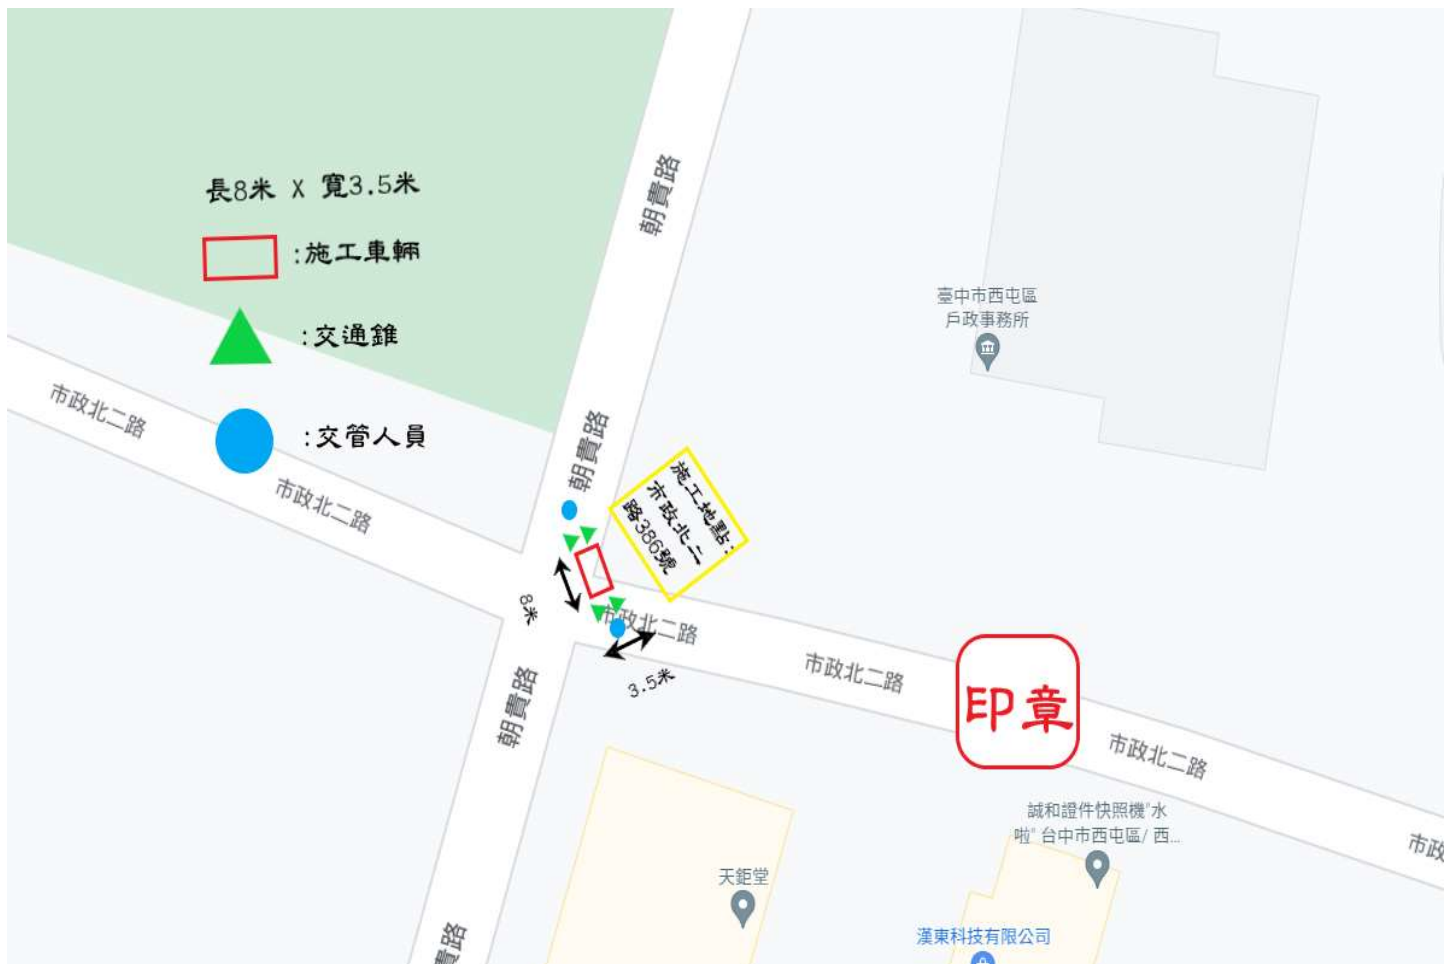 長8米 X 寬3.5米
:施工車輛
:交通錐
:交管人員
朝貴路
朝貴路
臺中市西屯區
戶政事務所
市政北二路
市政北二路
施工地點:
市政北二
路386號
8米
市政北二路
3.5米
市政北二路
印章
朝貴路
市政北二路
誠和證件快照機"水
啦" 台中市西屯區/ 西...
市政
天鉅堂
朝貴路
漢東科技有限公司